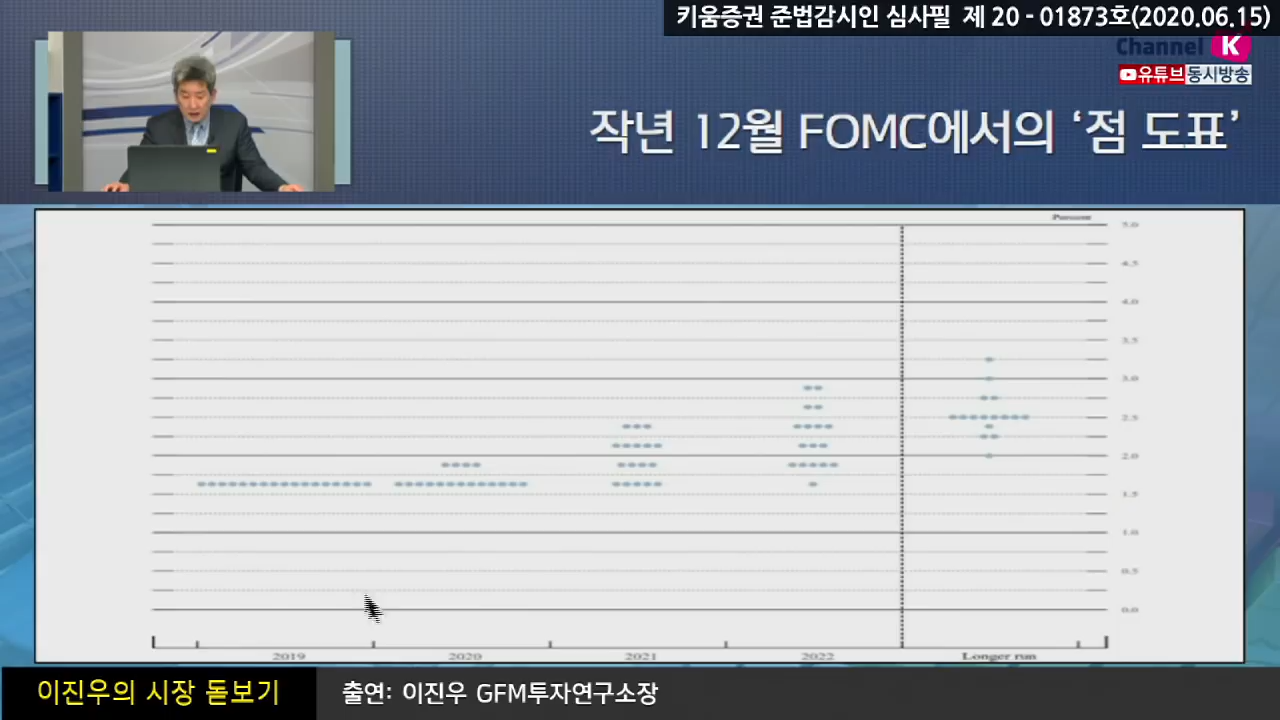 키움증권 준법감시인 심사필 제 20 - 01873호(2020.06.15)
Channel K
유튜브 동시방송
작년 12월 FOMC에서의 ‘점 도표’
Percent
5.0
4.5
4.0
3.5
3.0
2.5
2.0
1.5
1.0
0.5
0.0
2019 2020 2021 2022 Longer run
이진우의 시장 돋보기
출연: 이진우 GFM투자연구소장